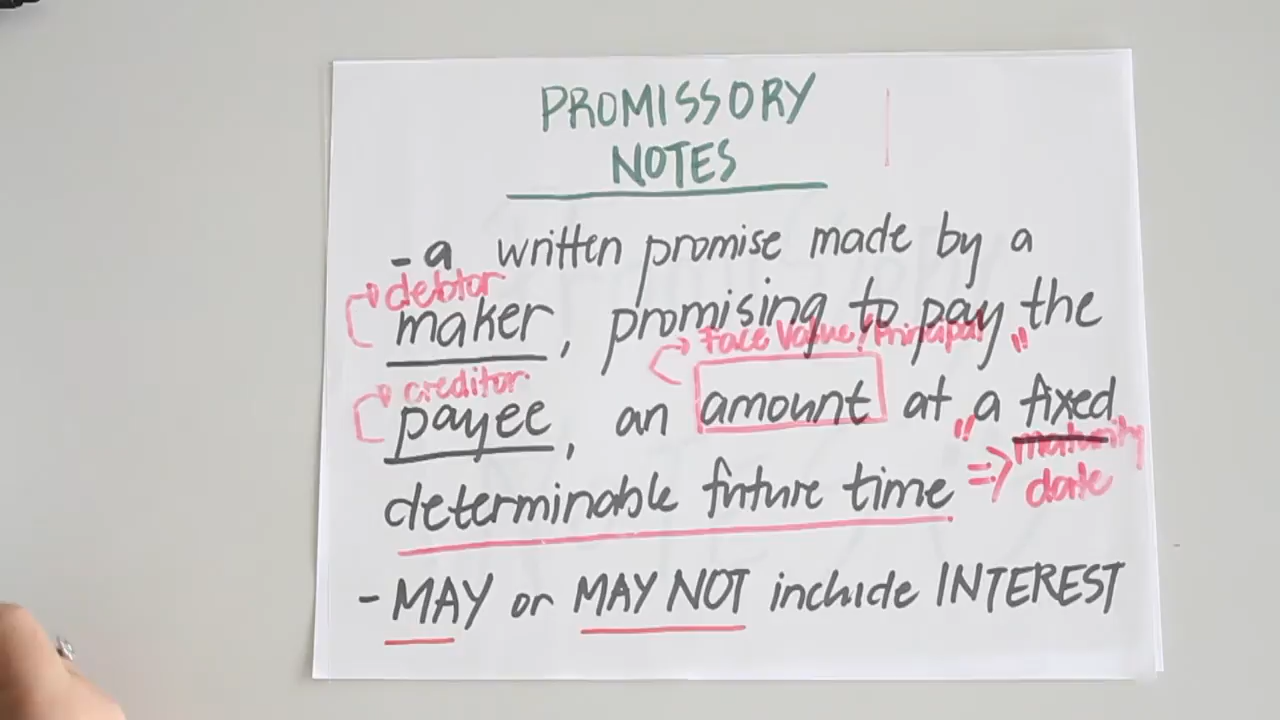 PROMISSORY
NOTES
- a written promise made by a
debtor
maker, promising to pay the
Face Value/Principal "
creditor
payee, an amount at "a fixed
maturity
determinable future time => date
- MAY or MAY NOT include INTEREST